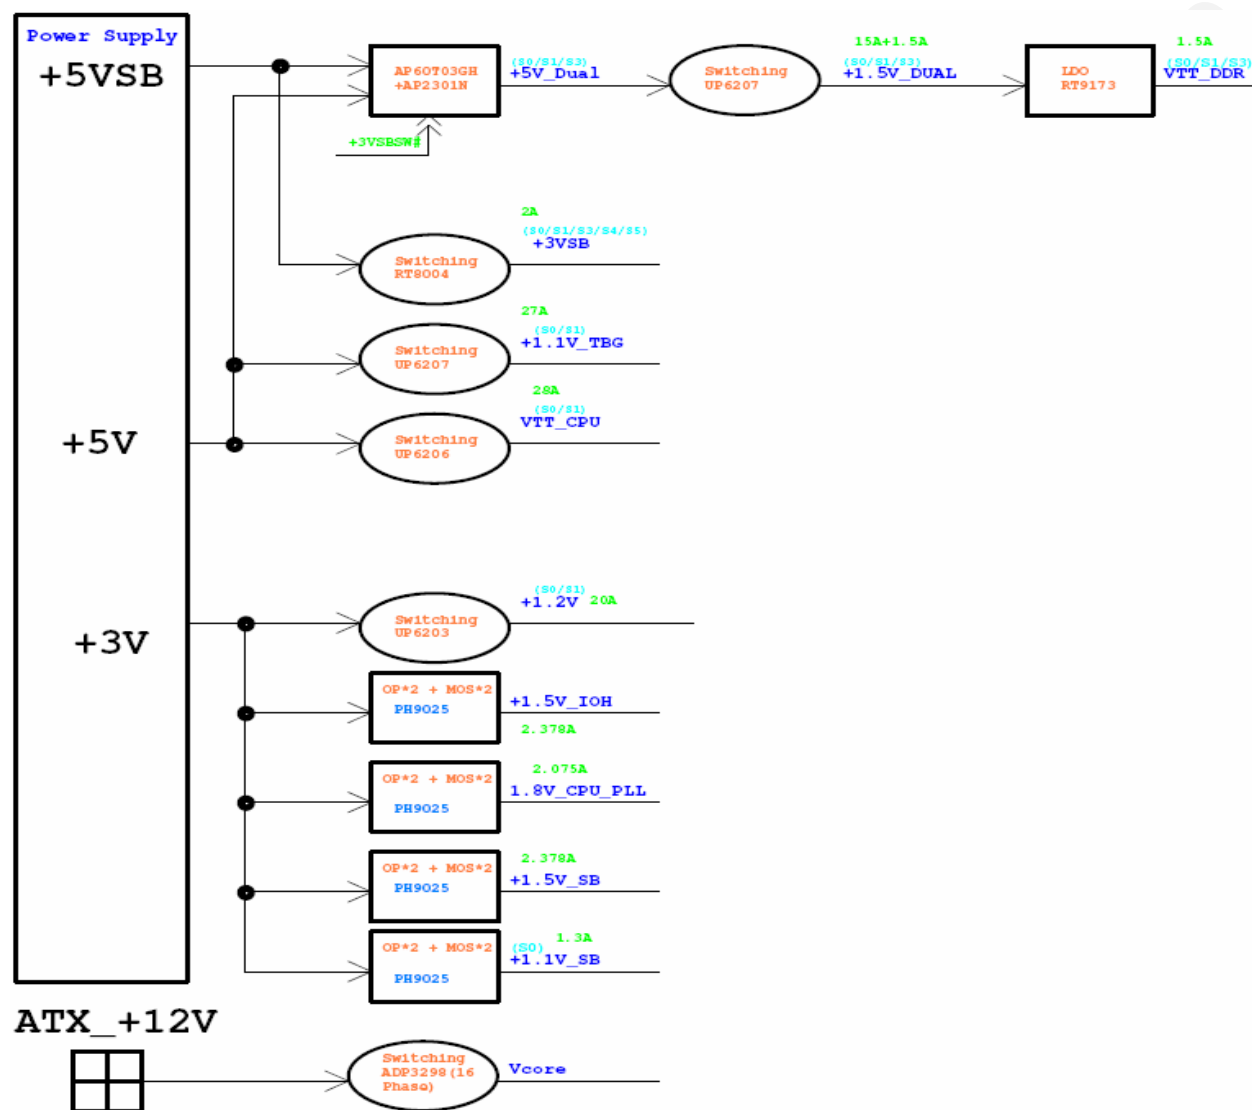 Power Supply
+5VSB
AP60T03GH
+AP2301N
(S0/S1/S3)
+5V_Dual
Switching
UP6207
15A+1.5A
(S0/S1/S3)
+1.5V_DUAL
LDO
RT9173
1.5A
(S0/S1/S3)
VTT_DDR
+3VSBSW#
Switching
RT8004
2A
(S0/S1/S3/S4/S5)
+3VSB
Switching
UP6207
27A
(S0/S1)
+1.1V_TBG
+5V
Switching
UP6206
28A
(S0/S1)
VTT_CPU
+3V
Switching
UP6203
(S0/S1)
+1.2V 20A
OP*2 + MOS*2
PH9025
+1.5V_IOH
2.378A
OP*2 + MOS*2
PH9025
2.075A
1.8V_CPU_PLL
OP*2 + MOS*2
PH9025
2.378A
+1.5V_SB
OP*2 + MOS*2
PH9025
(S0) 1.3A
+1.1V_SB
ATX_+12V
Switching
ADP3298(16
Phase)
Vcore